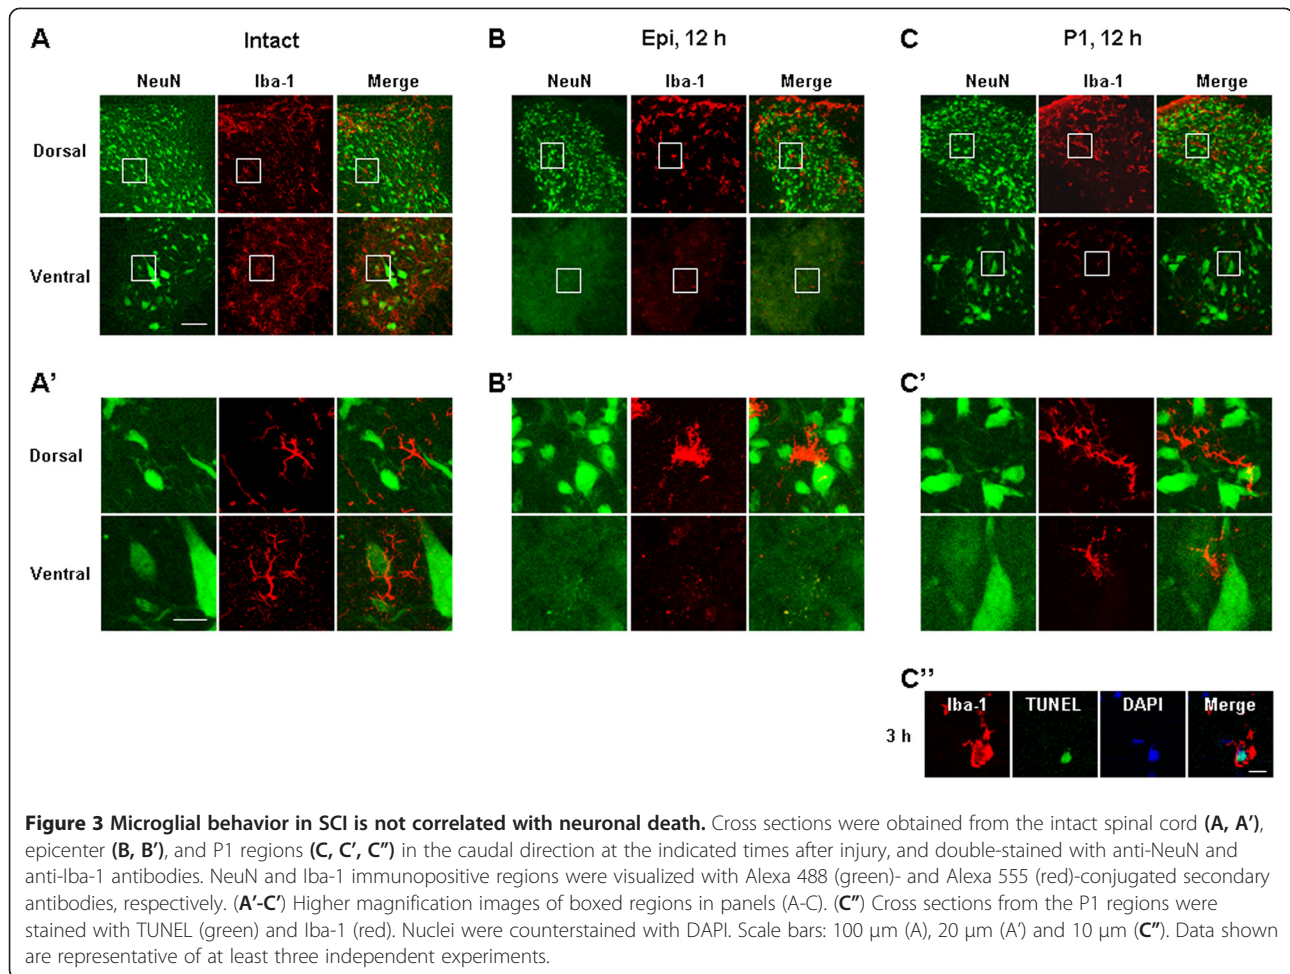 A Intact B Epi, 12 h C P1, 12 h
NeuN Iba-1 Merge NeuN Iba-1 Merge NeuN Iba-1 Merge
Dorsal
Ventral
A’ B’ C’
Dorsal
Ventral
C’’
Iba-1 TUNEL DAPI Merge
3 h
Figure 3 Microglial behavior in SCI is not correlated with neuronal death. Cross sections were obtained from the intact spinal cord (A, A’),
epicenter (B, B’), and P1 regions (C, C’, C’’) in the caudal direction at the indicated times after injury, and double-stained with anti-NeuN and
anti-Iba-1 antibodies. NeuN and Iba-1 immunopositive regions were visualized with Alexa 488 (green)- and Alexa 555 (red)-conjugated secondary
antibodies, respectively. (A’-C’) Higher magnification images of boxed regions in panels (A-C). (C’’) Cross sections from the P1 regions were
stained with TUNEL (green) and Iba-1 (red). Nuclei were counterstained with DAPI. Scale bars: 100 μm (A), 20 μm (A’) and 10 μm (C’’). Data shown
are representative of at least three independent experiments.